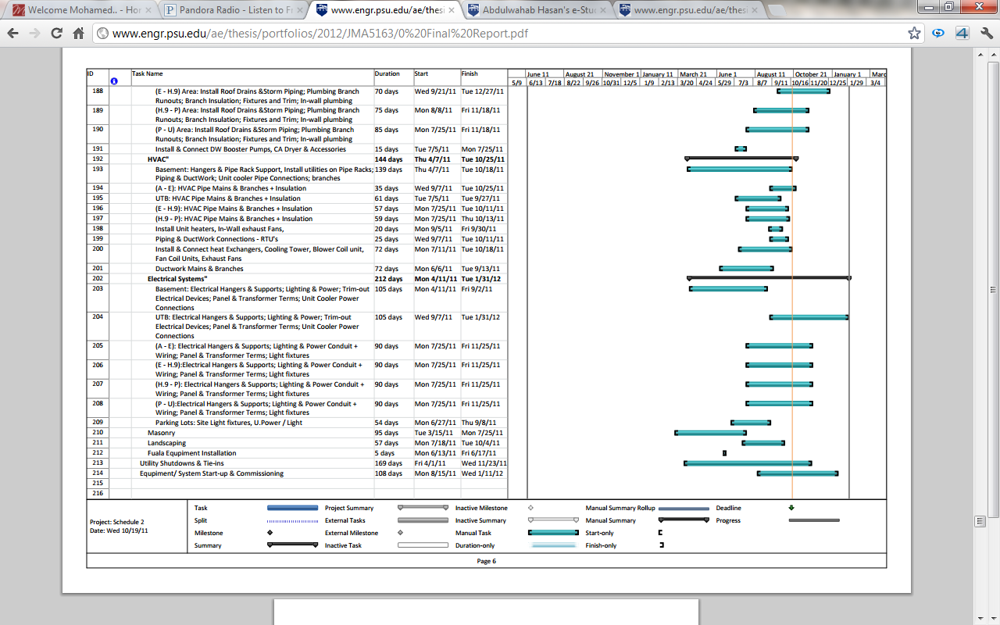 Welcome Mohamed.. - Hor
Pandora Radio - Listen to Fr
www.engr.psu.edu/ae/thesi
Abdulwahab Hasan's e-Stud
www.engr.psu.edu/ae/thesi
www.engr.psu.edu/ae/thesis/portfolios/2012/JMA5163/0%20Final%20Report.pdf
ID Task Name Duration Start Finish
June 11 August 21 November 1 January 11 March 21 June 1 August 11 October 21 January 1 Marc
5/9 6/13 7/18 8/22 9/26 10/31 12/5 1/9 2/13 3/20 4/24 5/29 7/3 8/7 9/11 10/16 11/20 12/25 1/29 3/4
188 (E - H.9) Area: Install Roof Drains &Storm Piping; Plumbing Branch 70 days Wed 9/21/11 Tue 12/27/11
Runouts; Branch Insulation; Fixtures and Trim; In-wall plumbing
189 (H.9 - P) Area: Install Roof Drains &Storm Piping; Plumbing Branch 75 days Mon 8/8/11 Fri 11/18/11
Runouts; Branch Insulation; Fixtures and Trim; In-wall plumbing
190 (P - U) Area: Install Roof Drains &Storm Piping; Plumbing Branch 85 days Mon 7/25/11 Fri 11/18/11
Runouts; Branch Insulation; Fixtures and Trim; In-wall plumbing
191 Install & Connect DW Booster Pumps, CA Dryer & Accessories 15 days Tue 7/5/11 Mon 7/25/11
192 HVAC" 144 days Thu 4/7/11 Tue 10/25/11
193 Basement: Hangers & Pipe Rack Support, Install utilities on Pipe Racks; 139 days Thu 4/7/11 Tue 10/18/11
Piping & DuctWork; Unit cooler Pipe Connections; branches
194 (A - E): HVAC Pipe Mains & Branches + Insulation 35 days Wed 9/7/11 Tue 10/25/11
195 UTB: HVAC Pipe Mains & Branches + Insulation 61 days Tue 7/5/11 Tue 9/27/11
196 (E - H.9): HVAC Pipe Mains & Branches + Insulation 57 days Mon 7/25/11 Tue 10/11/11
197 (H.9 - P): HVAC Pipe Mains & Branches + Insulation 59 days Mon 7/25/11 Thu 10/13/11
198 Install Unit heaters, In-Wall exhaust Fans, 20 days Mon 9/5/11 Fri 9/30/11
199 Piping & DuctWork Connections - RTU's 25 days Wed 9/7/11 Tue 10/11/11
200 Install & Connect heat Exchangers, Cooling Tower, Blower Coil unit, 72 days Mon 7/11/11 Tue 10/18/11
Fan Coil Units, Exhaust Fans
201 Ductwork Mains & Branches 72 days Mon 6/6/11 Tue 9/13/11
202 Electrical Systems" 212 days Mon 4/11/11 Tue 1/31/12
203 Basement: Electrical Hangers & Supports; Lighting & Power; Trim-out 105 days Mon 4/11/11 Fri 9/2/11
Electrical Devices; Panel & Transformer Terms; Unit Cooler Power
Connections
204 UTB: Electrical Hangers & Supports; Lighting & Power; Trim-out 105 days Wed 9/7/11 Tue 1/31/12
Electrical Devices; Panel & Transformer Terms; Unit Cooler Power
Connections
205 (A - E): Electrical Hangers & Supports; Lighting & Power Conduit + 90 days Mon 7/25/11 Fri 11/25/11
Wiring; Panel & Transformer Terms; Light fixtures
206 (E - H.9):Electrical Hangers & Supports; Lighting & Power Conduit + 90 days Mon 7/25/11 Fri 11/25/11
Wiring; Panel & Transformer Terms; Light fixtures
207 (H.9 - P): Electrical Hangers & Supports; Lighting & Power Conduit + 90 days Mon 7/25/11 Fri 11/25/11
Wiring; Panel & Transformer Terms; Light fixtures
208 (P - U):Electrical Hangers & Supports; Lighting & Power Conduit + 90 days Mon 7/25/11 Fri 11/25/11
Wiring; Panel & Transformer Terms; Light fixtures
209 Parking Lots: Site Light fixtures, U.Power / Light 54 days Mon 6/27/11 Thu 9/8/11
210 Masonry 95 days Tue 3/15/11 Mon 7/25/11
211 Landscaping 57 days Mon 7/18/11 Tue 10/4/11
212 Fuala Equpiment Installation 5 days Mon 6/13/11 Fri 6/17/11
213 Utility Shutdowns & Tie-ins 169 days Fri 4/1/11 Wed 11/23/11
214 Equpiment/ System Start-up & Commissioning 108 days Mon 8/15/11 Wed 1/11/12
215
216
Project: Schedule 2
Date: Wed 10/19/11
Task Project Summary Inactive Milestone Manual Summary Rollup Deadline
Split External Tasks Inactive Summary Manual Summary Progress
Milestone External Milestone Manual Task Start-only
Summary Inactive Task Duration-only Finish-only
Page 6